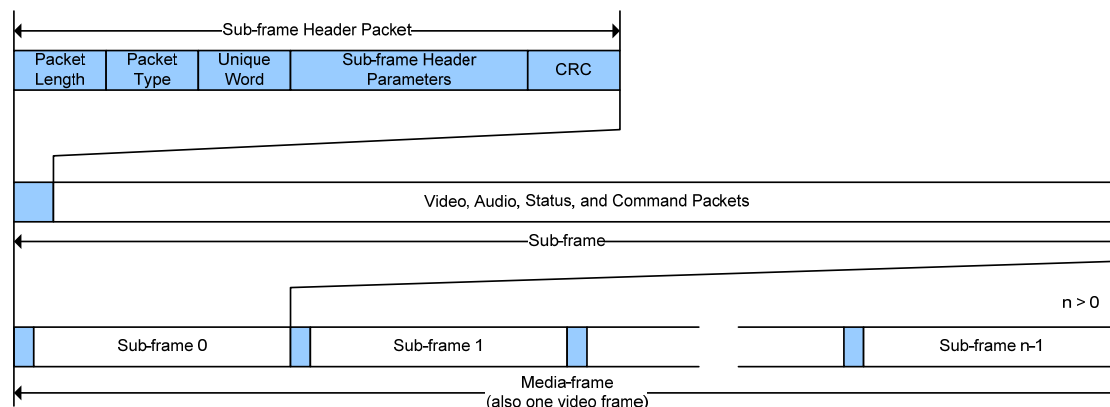 Sub-frame Header Packet
Packet Length
Packet Type
Unique Word
Sub-frame Header Parameters
CRC
Video, Audio, Status, and Command Packets
Sub-frame
n > 0
Sub-frame 0
Sub-frame 1
Sub-frame n-1
Media-frame
(also one video frame)